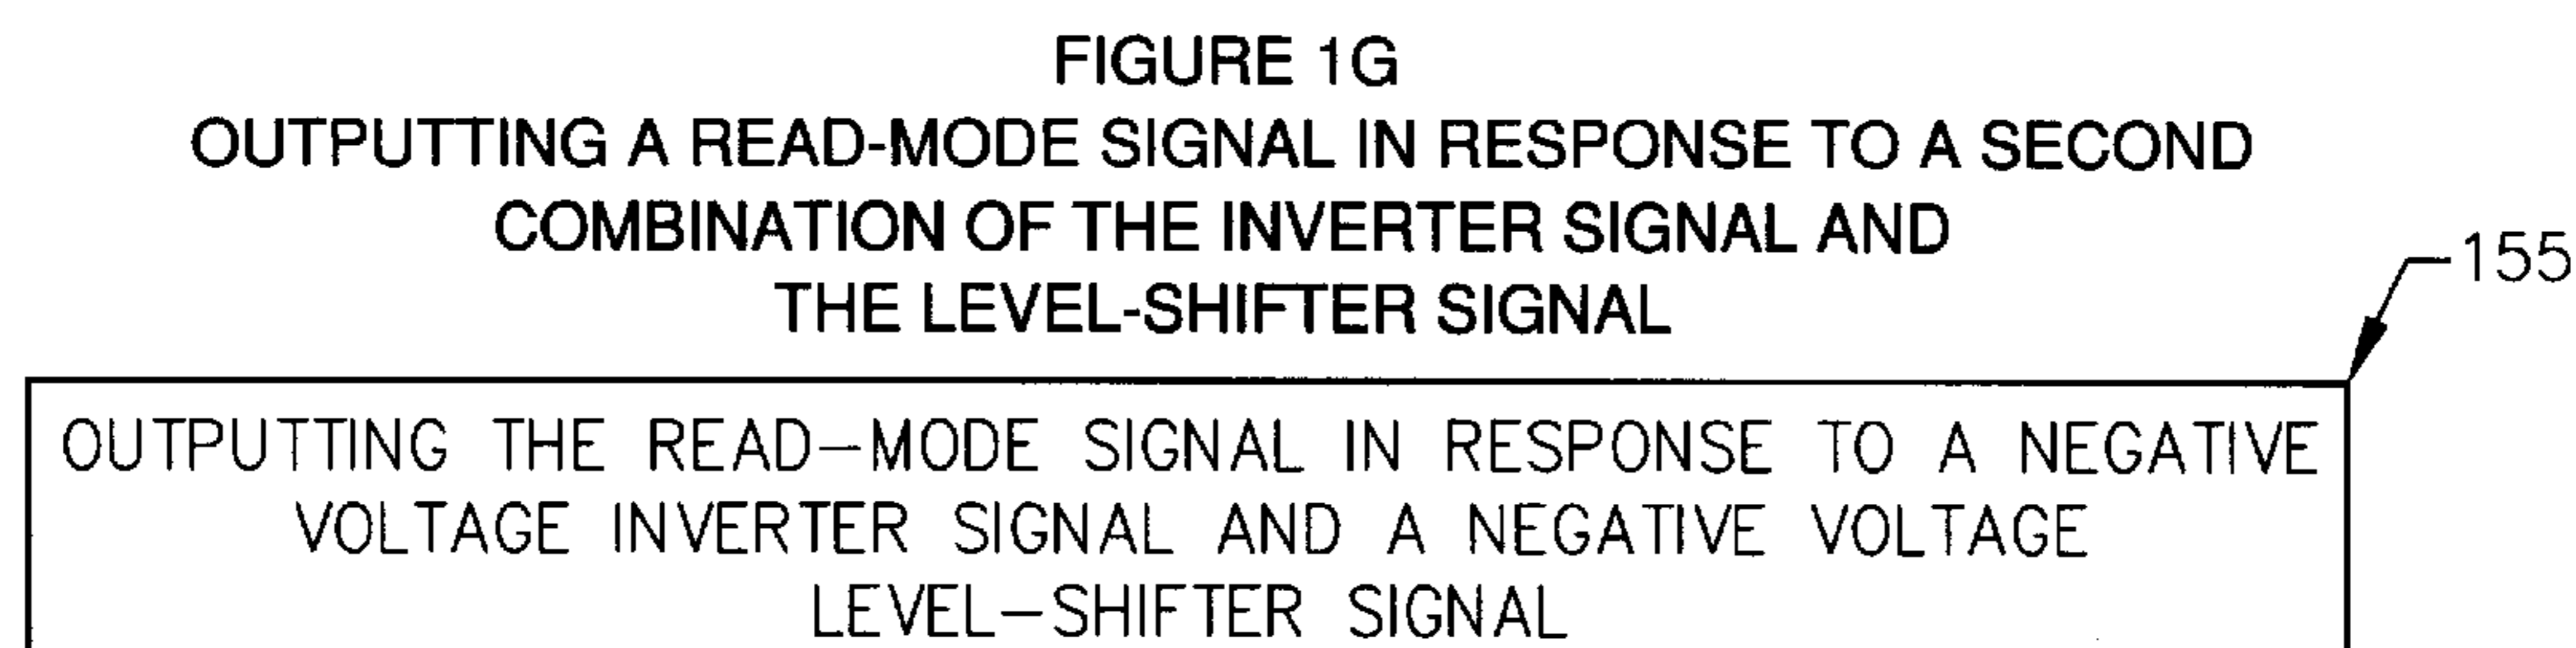 FIGURE 1G
OUTPUTTING A READ-MODE SIGNAL IN RESPONSE TO A SECOND
COMBINATION OF THE INVERTER SIGNAL AND
THE LEVEL-SHIFTER SIGNAL
155
OUTPUTTING THE READ-MODE SIGNAL IN RESPONSE TO A NEGATIVE
VOLTAGE INVERTER SIGNAL AND A NEGATIVE VOLTAGE
LEVEL-SHIFTER SIGNAL